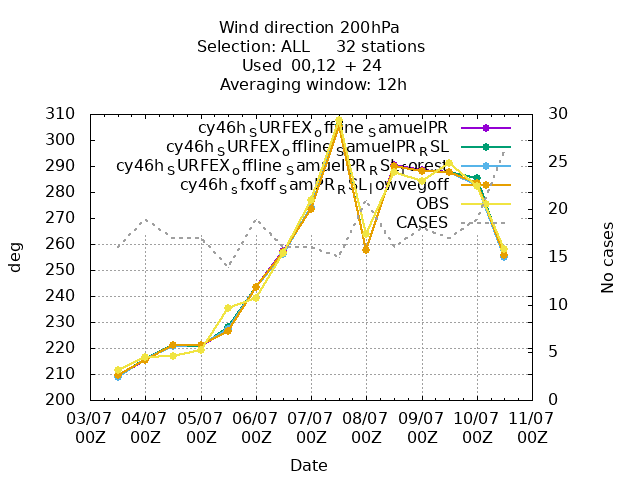 Wind direction 200hPa
Selection: ALL 32 stations
Used 00,12 + 24
Averaging window: 12h
310
300
290
280
270
260
250
240
230
220
210
200
deg
30
25
20
15
10
5
0
No cases
cy46h_SURFEX_offline_SamuelPR
cy46h_SURFEX_offline_SamuelPR_RSL
cy46h_sfxoff_SamPR_RSL_lowvegoff
OBS
CASES
03/07 04/07 05/07 06/07 07/07 08/07 09/07 10/07 11/07
00Z 00Z 00Z 00Z 00Z 00Z 00Z 00Z 00Z
Date